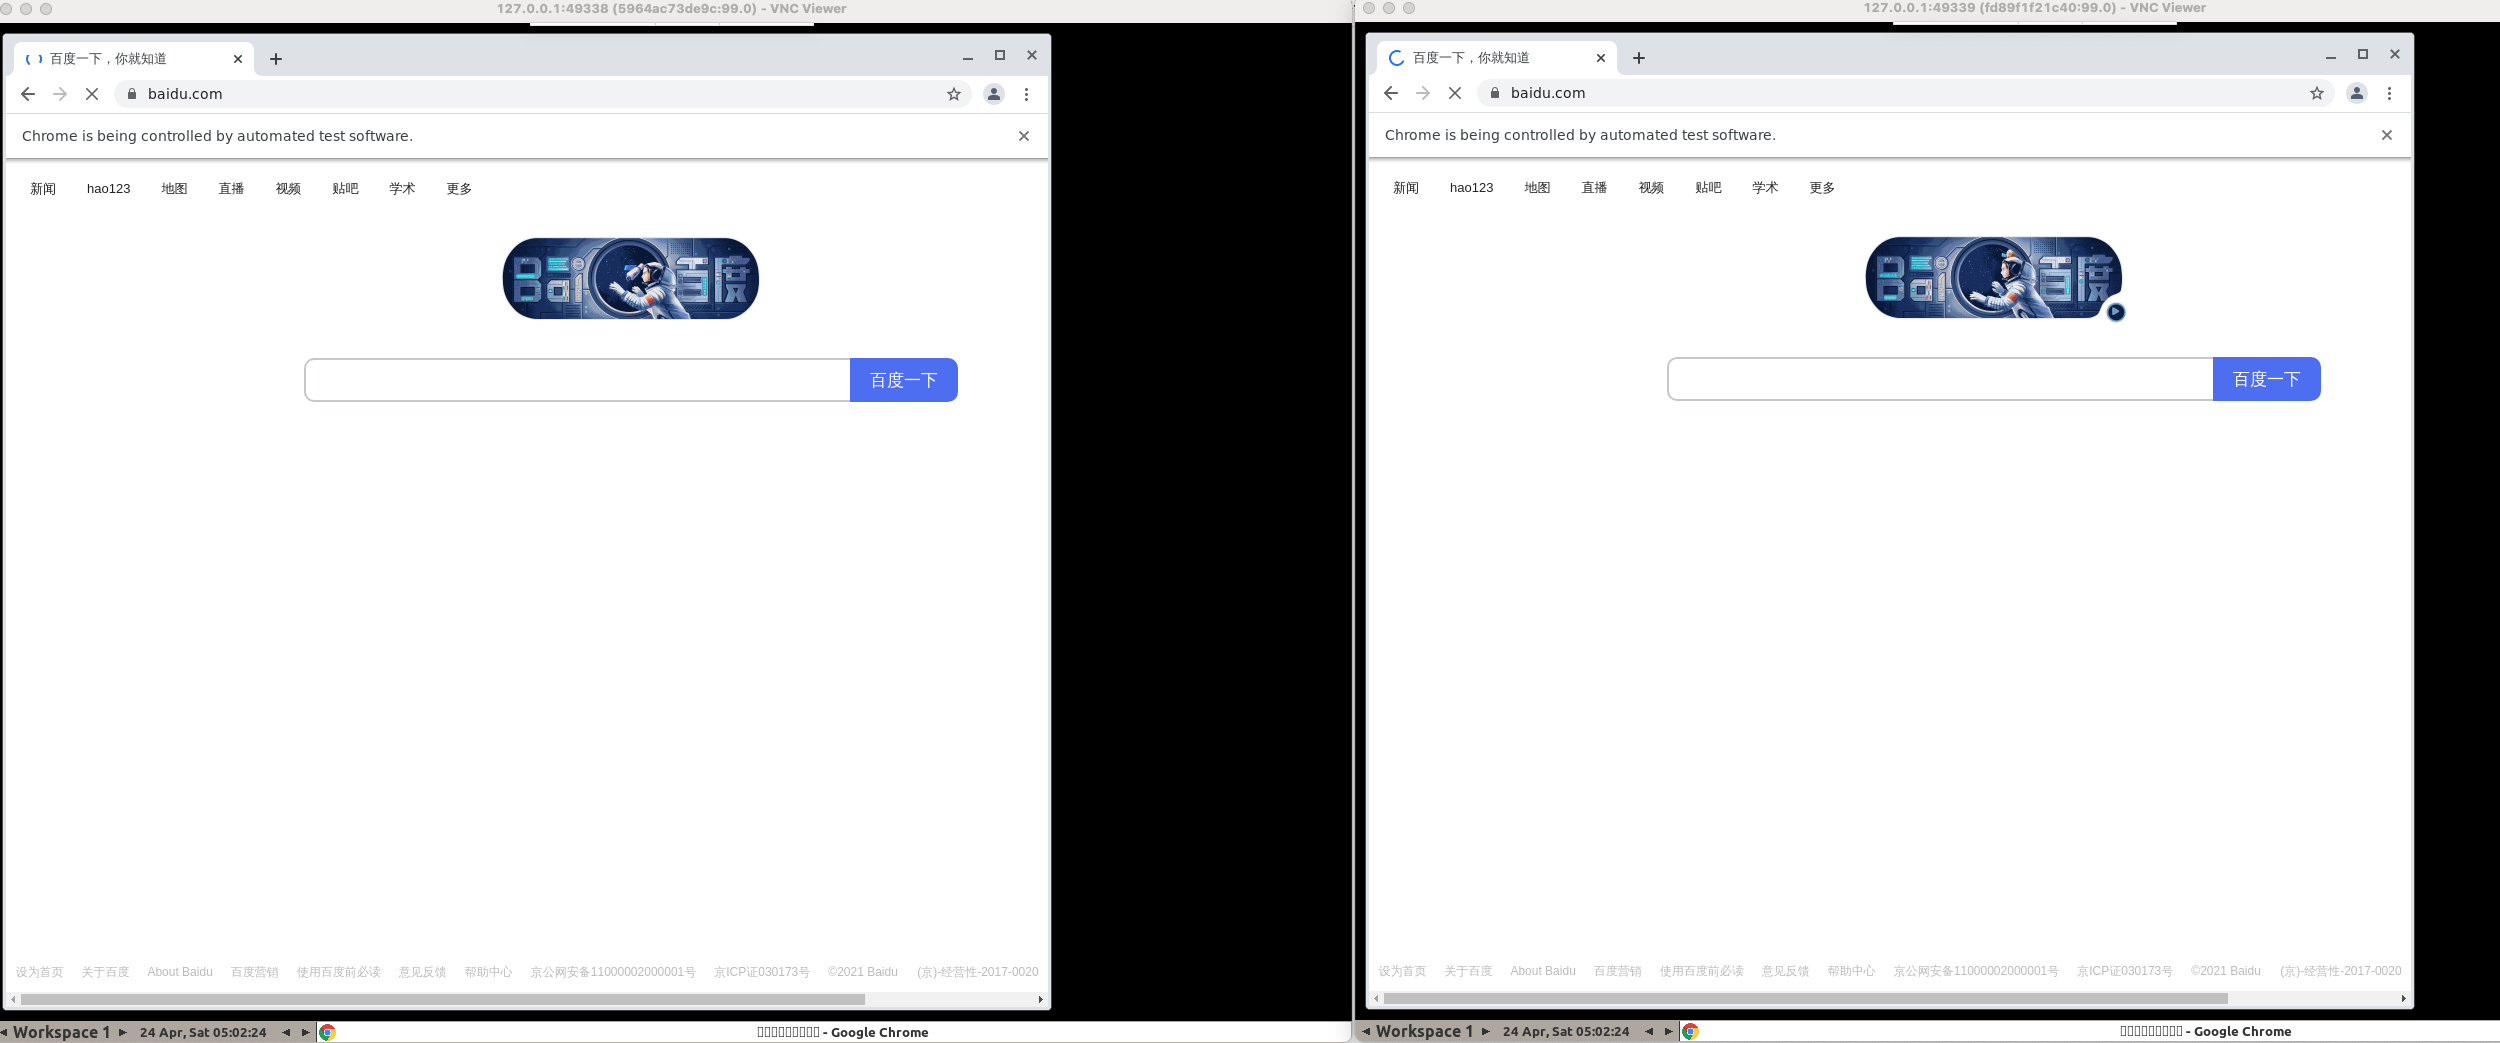 127.0.0.1:49338 (5964ac73de9c:99.0) - VNC Viewer
百度一下，你就知道
baidu.com
Chrome is being controlled by automated test software.
新闻 hao123 地图 直播 视频 贴吧 学术 更多
Bai 百度
百度一下
设为首页 关于百度 About Baidu 百度营销 使用百度前必读 意见反馈 帮助中心 京公网安备11000002000001号 京ICP证030173号 ©2021 Baidu (京)-经营性-2017-0020
Workspace 1 24 Apr, Sat 05:02:24 - Google Chrome
127.0.0.1:49339 (fd89f1f21c40:99.0) - VNC Viewer
百度一下，你就知道
baidu.com
Chrome is being controlled by automated test software.
新闻 hao123 地图 直播 视频 贴吧 学术 更多
Bai 百度
百度一下
设为首页 关于百度 About Baidu 百度营销 使用百度前必读 意见反馈 帮助中心 京公网安备11000002000001号 京ICP证030173号 ©2021 Baidu (京)-经营性-2017-0020
Workspace 1 24 Apr, Sat 05:02:24 - Google Chrome